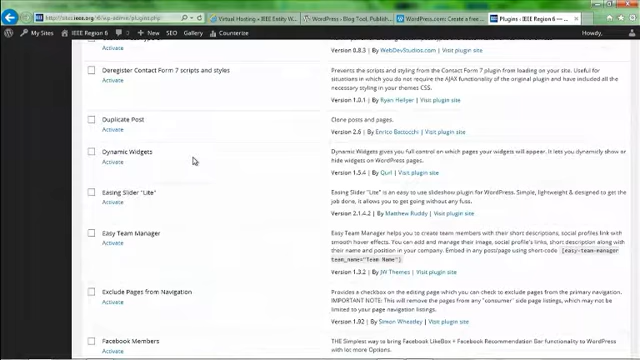 http://sites.ieee.org/r6/wp-admin/plugins.php
Virtual Hosting - IEEE Entity W...
WordPress › Blog Tool, Publish...
WordPress.com: Create a free ...
Plugins ‹ IEEE Region 6 ...
My Sites
IEEE Region 6
New
SEO
Gallery
Counterize
Howdy,
Activate
Version 0.8.3 | By WebDevStudios.com | Visit plugin site
Deregister Contact Form 7 scripts and styles
Activate
Prevents the scripts and styling from the Contact Form 7 plugin from loading on your site. Useful for
situations in which you do not require the AJAX functionality of the original plugin and have included all the
necessary styling in your themes CSS.
Version 1.0.1 | By Ryan Hellyer | Visit plugin site
Duplicate Post
Activate
Clone posts and pages.
Version 2.6 | By Enrico Battocchi | Visit plugin site
Dynamic Widgets
Activate
Dynamic Widgets gives you full control on which pages your widgets will appear. It lets you dynamically show or
hide widgets on WordPress pages.
Version 1.5.4 | By Qurl | Visit plugin site
Easing Slider "Lite"
Activate
Easing Slider "Lite" is an easy to use slideshow plugin for WordPress. Simple, lightweight & designed to get the
job done, it allows you to get going without any fuss.
Version 2.1.4.2 | By Matthew Ruddy | Visit plugin site
Easy Team Manager
Activate
Easy Team Manager helps you to create team members with their short descriptions, social profiles link with
smooth hover effects. You can add and manage their image, social profile's links, short description along with
their name and position in your company. Embed in any post/page using short-code [easy-team-manager
team_name="Team Name"]
Version 1.3.2 | By JW Themes | Visit plugin site
Exclude Pages from Navigation
Activate
Provides a checkbox on the editing page which you can check to exclude pages from the primary navigation.
IMPORTANT NOTE: This will remove the pages from any "consumer" side page listings, which may not be
limited to your page navigation listings.
Version 1.92 | By Simon Wheatley | Visit plugin site
Facebook Members
Activate
The SIMPLE way to bring Facebook LikeBox + Facebook Recommendation Bar functionality to WordPress
with lot more Options.